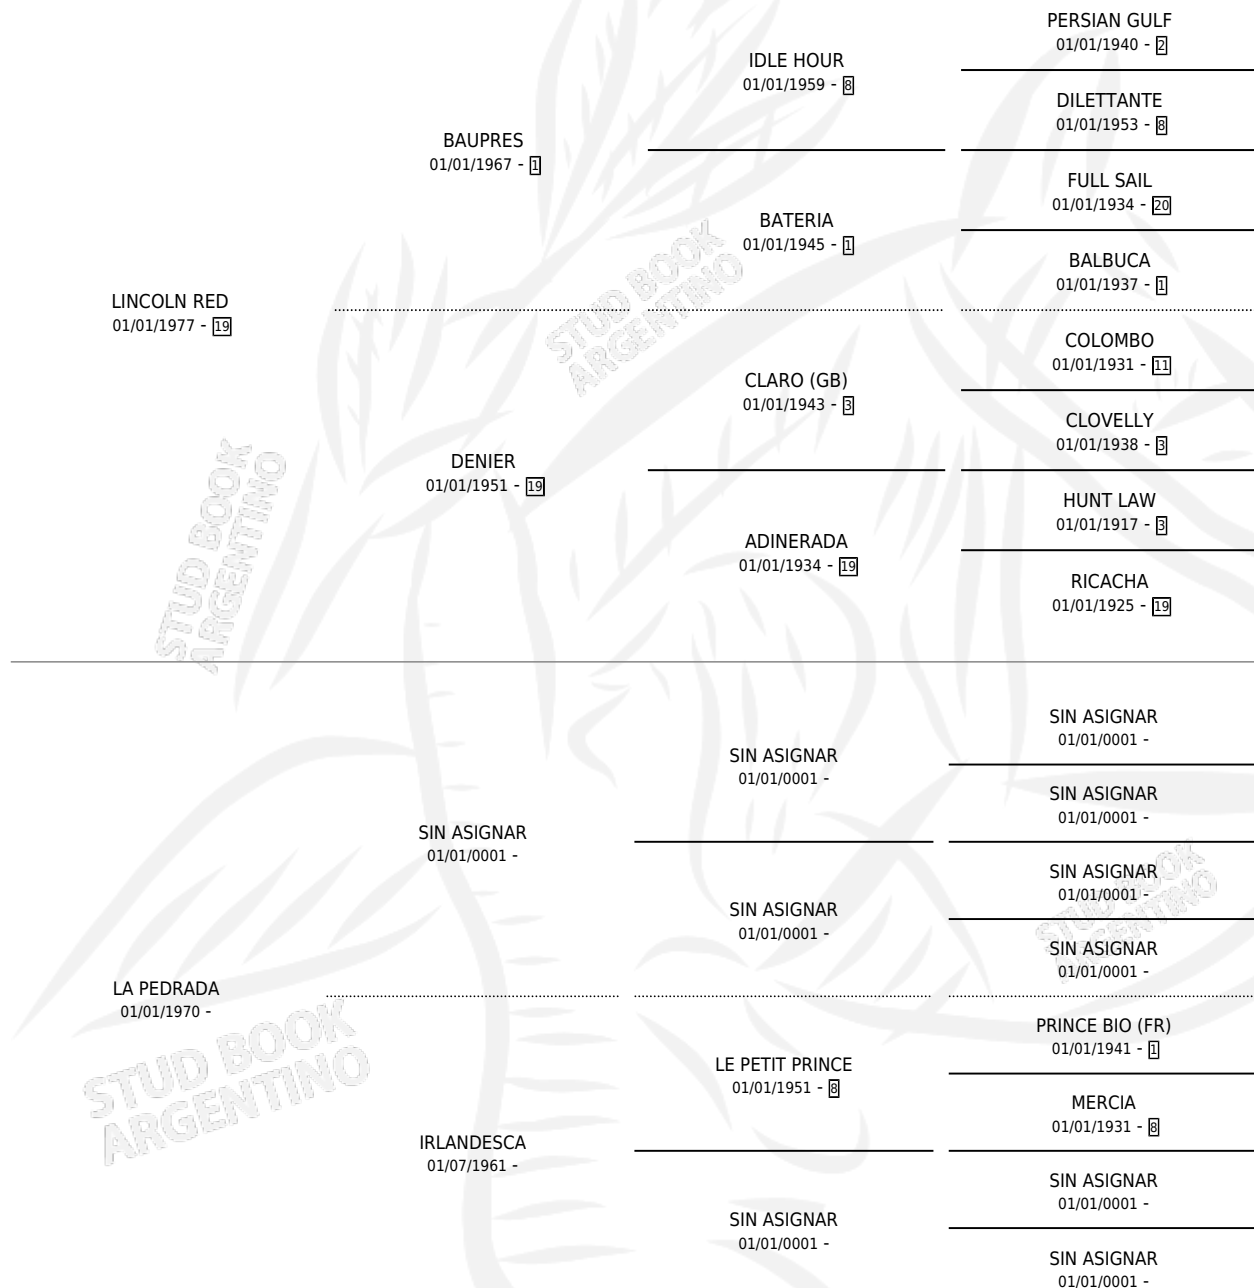 PERSIAN GULF
01/01/1940 - 2
IDLE HOUR
01/01/1959 - 8
DILETTANTE
01/01/1953 - 8
BAUPRES
01/01/1967 - 1
FULL SAIL
01/01/1934 - 20
BATERIA
01/01/1945 - 1
BALBUCA
01/01/1937 - 1
LINCOLN RED
01/01/1977 - 19
COLOMBO
01/01/1931 - 11
CLARO (GB)
01/01/1943 - 3
CLOVELLY
01/01/1938 - 3
DENIER
01/01/1951 - 19
HUNT LAW
01/01/1917 - 3
ADINERADA
01/01/1934 - 19
RICACHA
01/01/1925 - 19
STUD BOOK
ARGENTINO
STUD BOOK
ARGENTINO
SIN ASIGNAR
01/01/0001 -
SIN ASIGNAR
01/01/0001 -
SIN ASIGNAR
01/01/0001 -
SIN ASIGNAR
01/01/0001 -
SIN ASIGNAR
01/01/0001 -
SIN ASIGNAR
01/01/0001 -
SIN ASIGNAR
01/01/0001 -
LA PEDRADA
01/01/1970 -
PRINCE BIO (FR)
01/01/1941 - 1
LE PETIT PRINCE
01/01/1951 - 8
MERCIA
01/01/1931 - 8
IRLANDESCA
01/07/1961 -
SIN ASIGNAR
01/01/0001 -
SIN ASIGNAR
01/01/0001 -
SIN ASIGNAR
01/01/0001 -
STUD BOOK
ARGENTINO
STUD BOOK
ARGENTINO